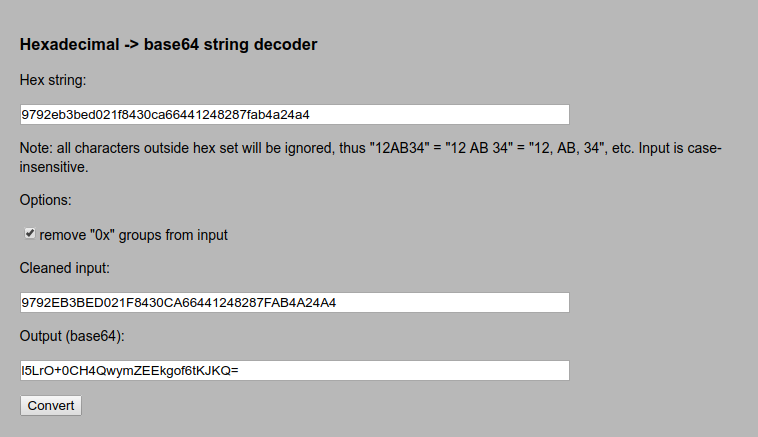 Hexadecimal -> base64 string decoder
Hex string:
9792eb3bed021f8430ca66441248287fab4a24a4
Note: all characters outside hex set will be ignored, thus "12AB34" = "12 AB 34" = "12, AB, 34", etc. Input is case-
insensitive.
Options:
remove "0x" groups from input
Cleaned input:
9792EB3BED021F8430CA66441248287FAB4A24A4
Output (base64):
l5LrO+0CH4QwymZEEkgof6tKJKQ=
Convert